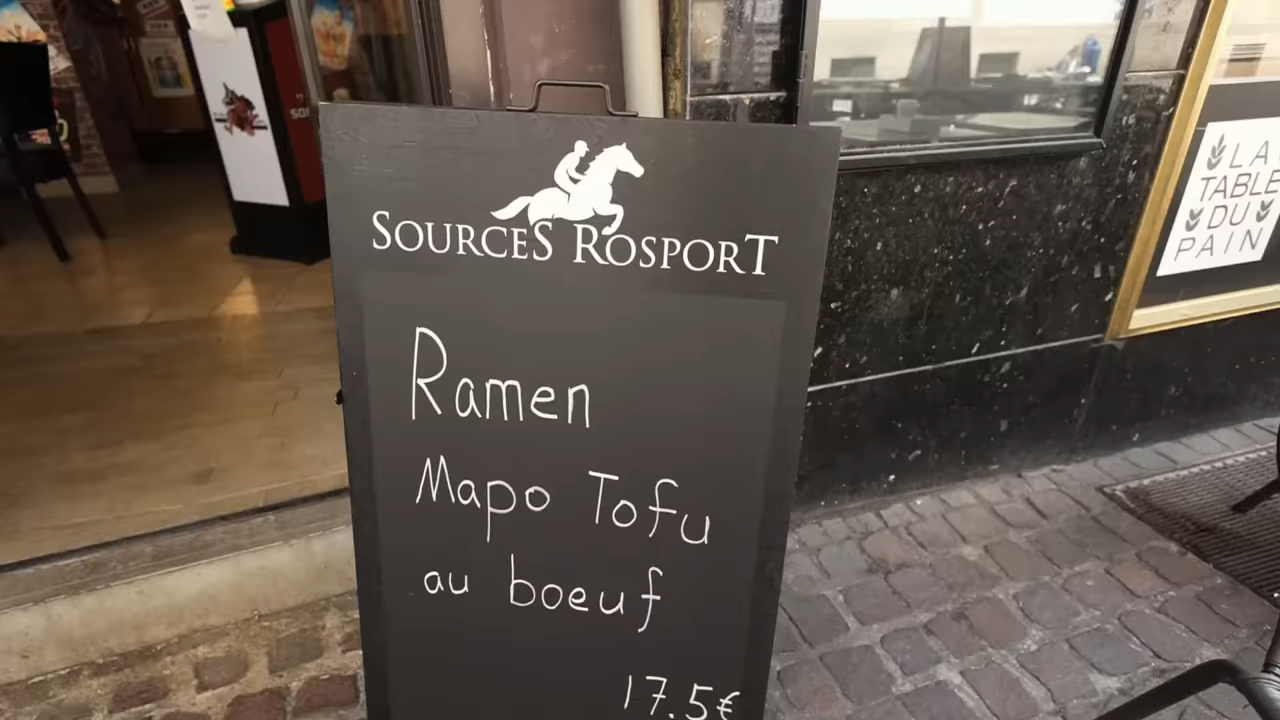 SOURCES ROSPORT
Ramen
Mapo Tofu
au boeuf
17.5€
LA
TABLE
DU
PAIN